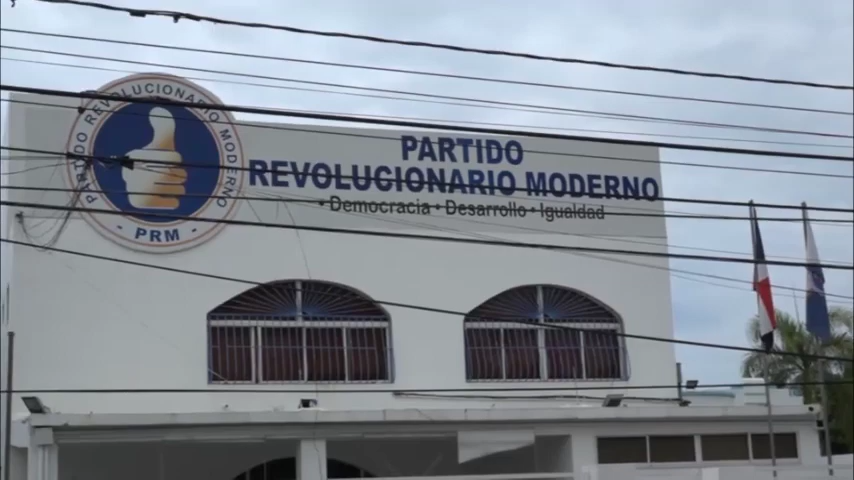 PARTIDO REVOLUCIONARIO MODERNO
- PRM -
PARTIDO
REVOLUCIONARIO MODERNO
• Democracia • Desarrollo • Igualdad